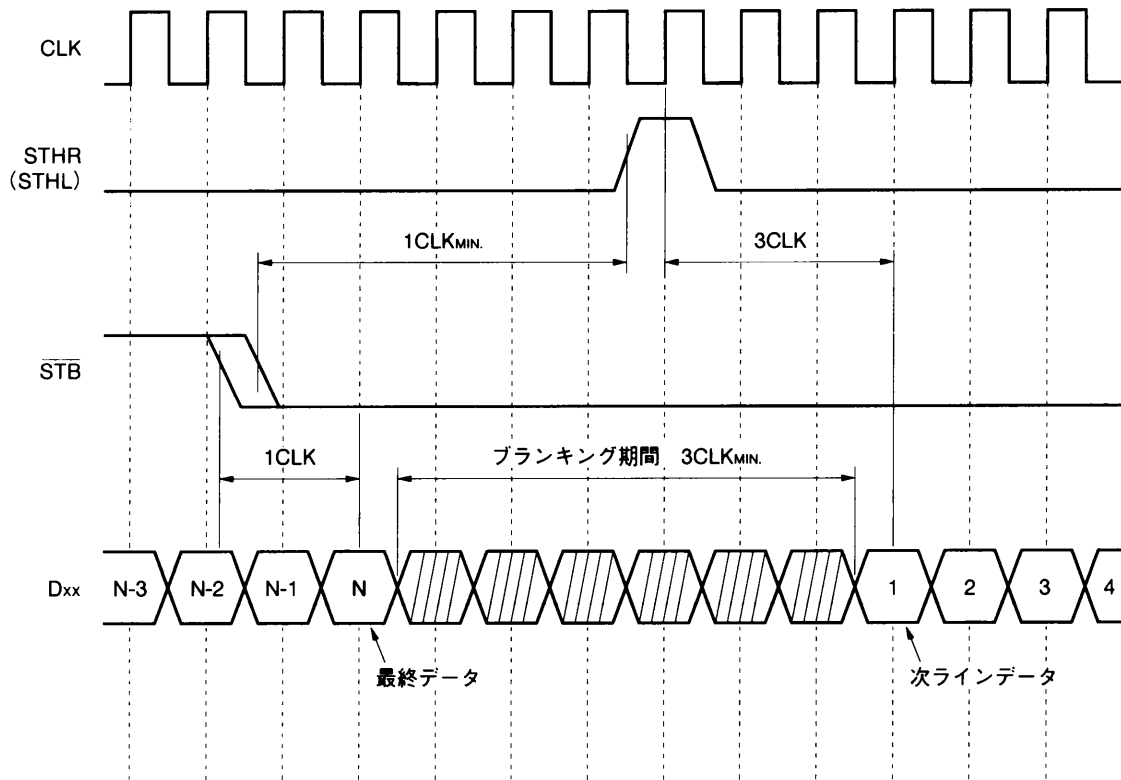 CLK
STHR
(STHL)
1CLKMIN.
3CLK
STB
1CLK
ブランキング期間 3CLKMIN.
Dxx
N-3
N-2
N-1
N
1
2
3
4
最終データ
次ラインデータ